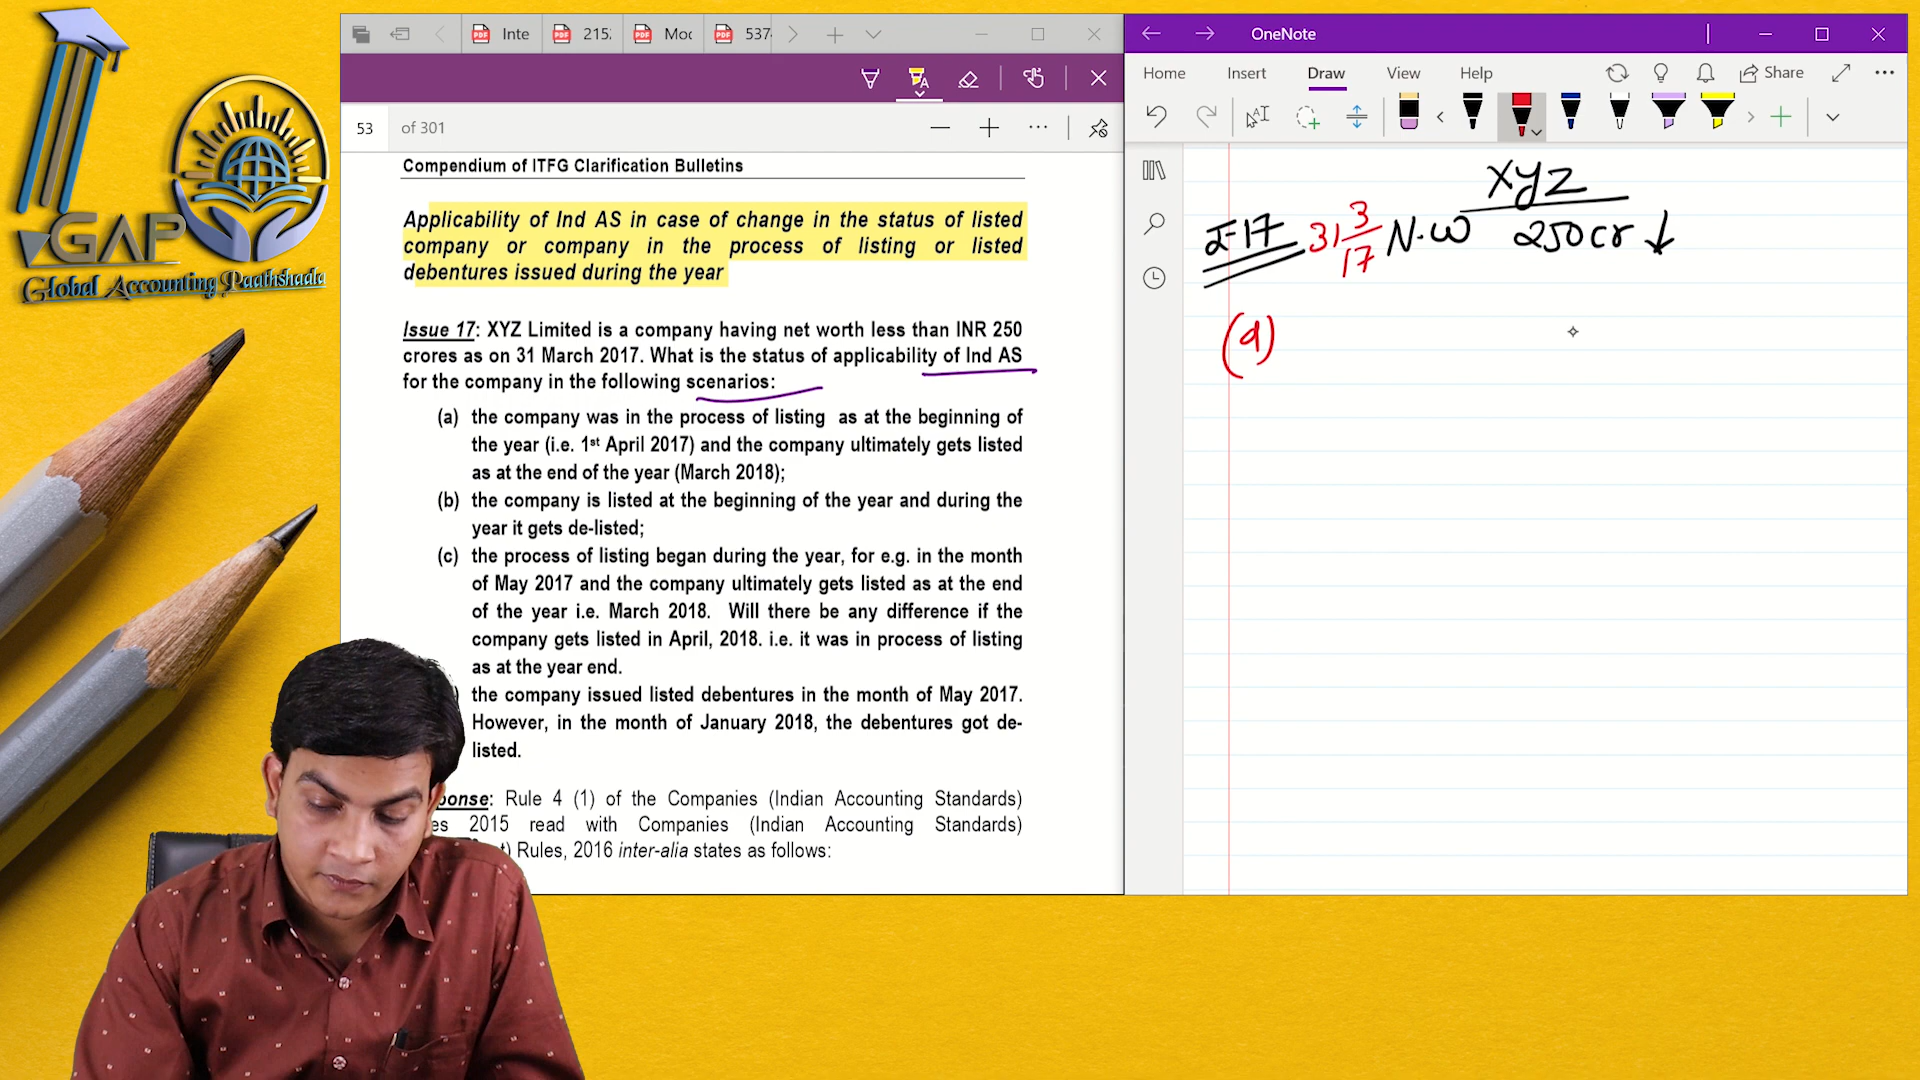 GAP
Global Accounting Paathshaala
Inte
215
Moc
537
53 of 301
Compendium of ITFG Clarification Bulletins
Applicability of Ind AS in case of change in the status of listed
company or company in the process of listing or listed
debentures issued during the year
Issue 17: XYZ Limited is a company having net worth less than INR 250
crores as on 31 March 2017. What is the status of applicability of Ind AS
for the company in the following scenarios:
(a) the company was in the process of listing as at the beginning of
the year (i.e. 1st April 2017) and the company ultimately gets listed
as at the end of the year (March 2018);
(b) the company is listed at the beginning of the year and during the
year it gets de-listed;
(c) the process of listing began during the year, for e.g. in the month
of May 2017 and the company ultimately gets listed as at the end
of the year i.e. March 2018. Will there be any difference if the
company gets listed in April, 2018. i.e. it was in process of listing
as at the year end.
) the company issued listed debentures in the month of May 2017.
However, in the month of January 2018, the debentures got de-
listed.
ponse: Rule 4 (1) of the Companies (Indian Accounting Standards)
es 2015 read with Companies (Indian Accounting Standards)
t) Rules, 2016 inter-alia states as follows:
OneNote
Home Insert Draw View Help Share
XYZ
I-17 31 3/17 N.W 250 cr ↓
(a)